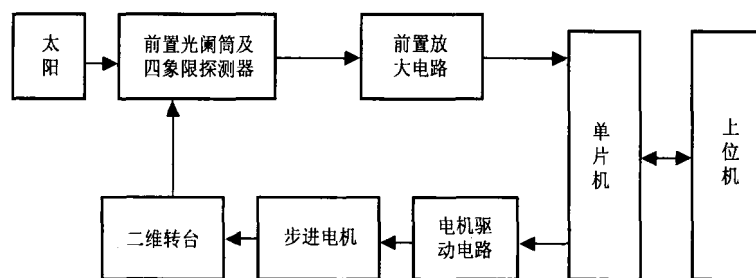 太
阳
前置光阑筒及
四象限探测器
前置放
大电路
单
片
机
上
位
机
二维转台
步进电机
电机驱
动电路